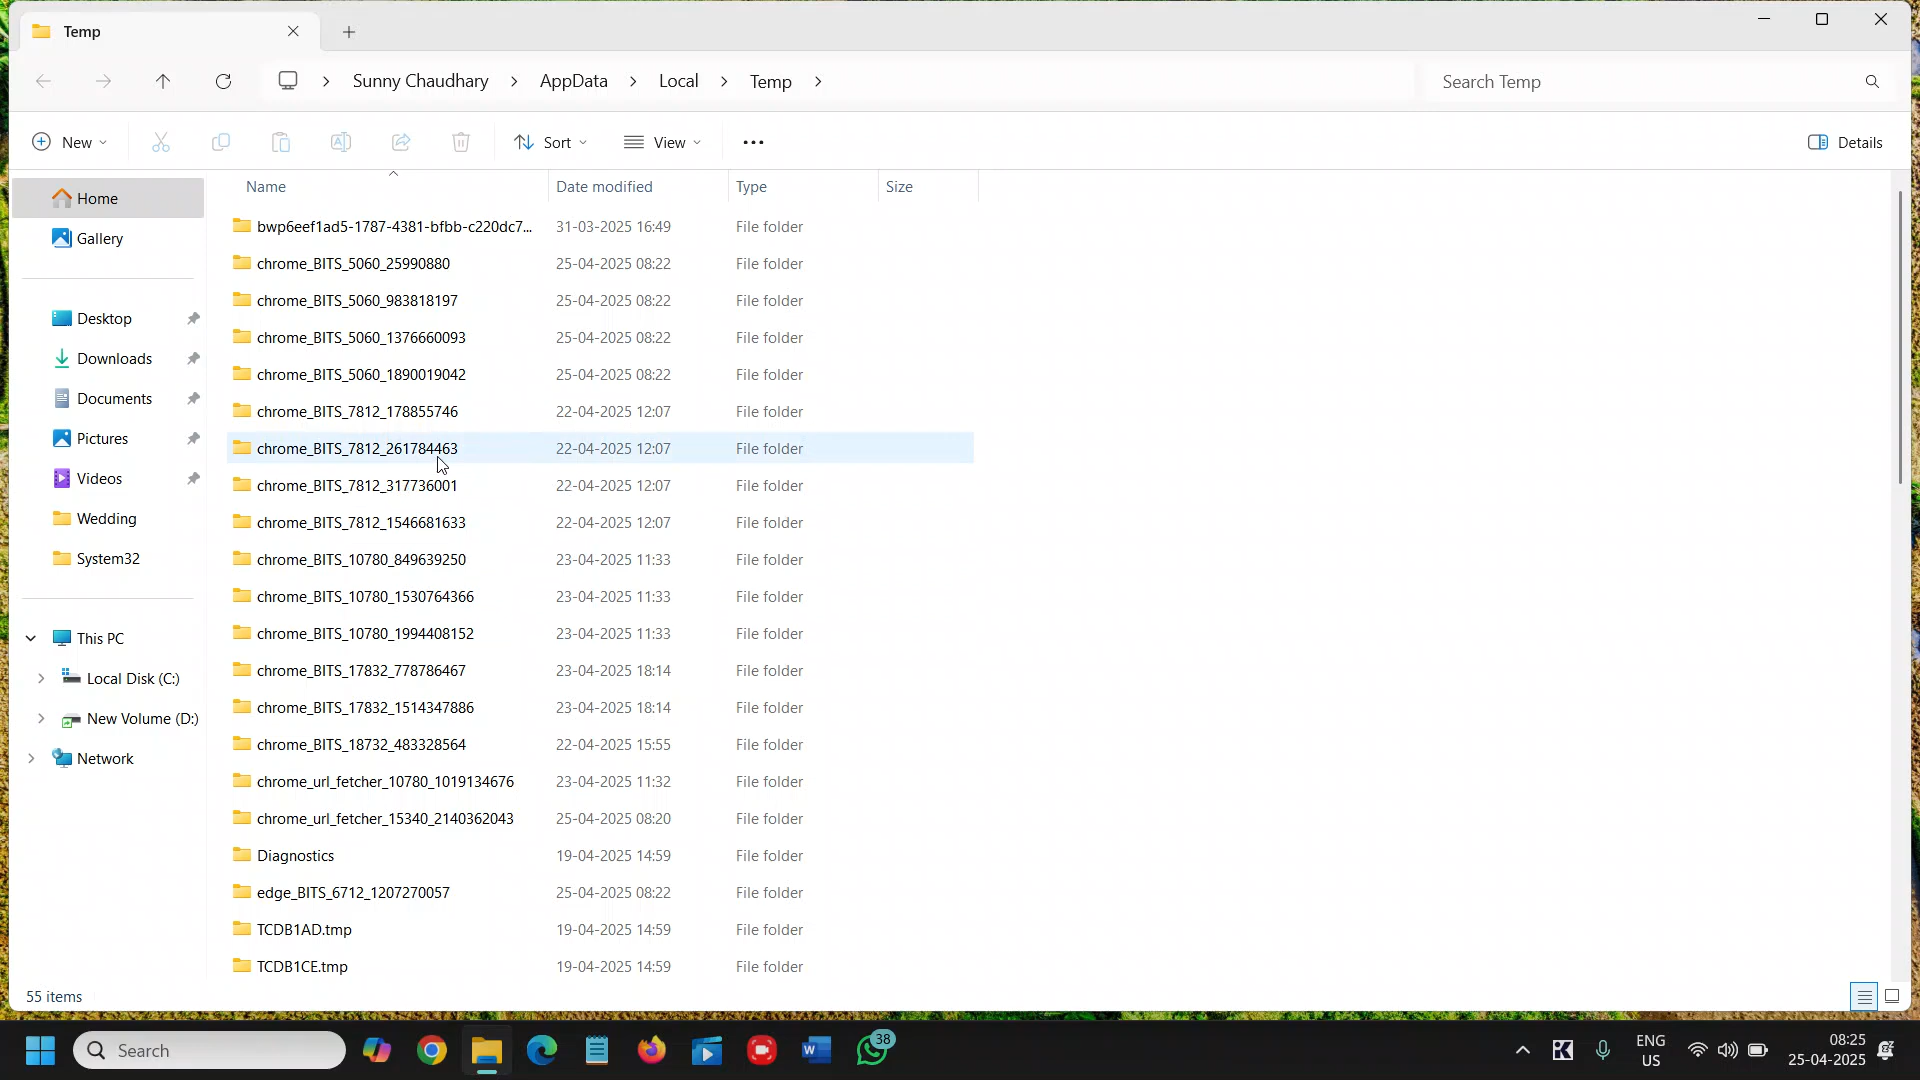 Temp
Sunny Chaudhary > AppData > Local > Temp >
Search Temp
New
Sort
View
Details
Name Date modified Type Size
Home
Gallery
Desktop
Downloads
Documents
Pictures
Videos
Wedding
System32
This PC
Local Disk (C:)
New Volume (D:)
Network
bwp6eef1ad5-1787-4381-bfbb-c220dc7... 31-03-2025 16:49 File folder
chrome_BITS_5060_25990880 25-04-2025 08:22 File folder
chrome_BITS_5060_983818197 25-04-2025 08:22 File folder
chrome_BITS_5060_1376660093 25-04-2025 08:22 File folder
chrome_BITS_5060_1890019042 25-04-2025 08:22 File folder
chrome_BITS_7812_178855746 22-04-2025 12:07 File folder
chrome_BITS_7812_261784463 22-04-2025 12:07 File folder
chrome_BITS_7812_317736001 22-04-2025 12:07 File folder
chrome_BITS_7812_1546681633 22-04-2025 12:07 File folder
chrome_BITS_10780_849639250 23-04-2025 11:33 File folder
chrome_BITS_10780_1530764366 23-04-2025 11:33 File folder
chrome_BITS_10780_1994408152 23-04-2025 11:33 File folder
chrome_BITS_17832_778786467 23-04-2025 18:14 File folder
chrome_BITS_17832_1514347886 23-04-2025 18:14 File folder
chrome_BITS_18732_483328564 22-04-2025 15:55 File folder
chrome_url_fetcher_10780_1019134676 23-04-2025 11:32 File folder
chrome_url_fetcher_15340_2140362043 25-04-2025 08:20 File folder
Diagnostics 19-04-2025 14:59 File folder
edge_BITS_6712_1207270057 25-04-2025 08:22 File folder
TCDB1AD.tmp 19-04-2025 14:59 File folder
TCDB1CE.tmp 19-04-2025 14:59 File folder
55 items
Search
38
ENG
US
08:25
25-04-2025